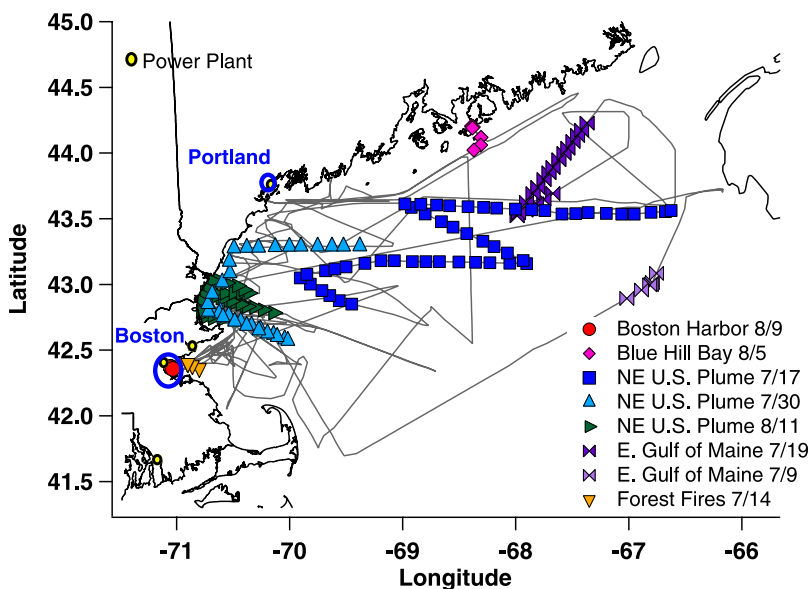 45.0
Power Plant
44.5
44.0
Portland
43.5
Latitude
43.0
Boston
42.5
42.0
41.5
Boston Harbor 8/9
Blue Hill Bay 8/5
NE U.S. Plume 7/17
NE U.S. Plume 7/30
NE U.S. Plume 8/11
E. Gulf of Maine 7/19
E. Gulf of Maine 7/9
Forest Fires 7/14
-71
-70
-69
-68
-67
-66
Longitude